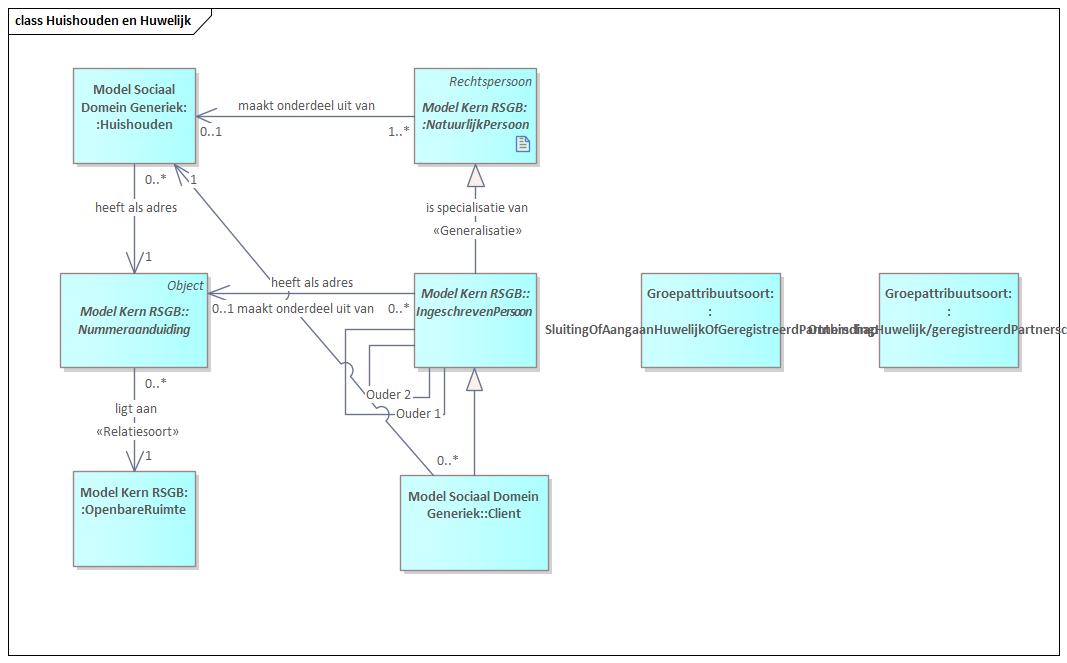 class Huishouden en Huwelijk
Model Sociaal
Domein Generiek:
:Huishouden
Rechtspersoon
Model Kern RSGB:
:NatuurlijkPersoon
maakt onderdeel uit van
0..1
1..*
0..*
1
heeft als adres
1
is specialisatie van
«Generalisatie»
Object
Model Kern RSGB::
Nummeraanduiding
heeft als adres
0..1
maakt onderdeel uit van
0..*
Model Kern RSGB::
IngeschrevenPersoon
Groepattribuutsoort:
:
SluitingOfAangaanHuwelijkOfGeregistreerdPartnerschap
Groepattribuutsoort:
:
Huwelijk/geregistreerdPartnersc
0..*
ligt aan
«Relatiesoort»
1
Ouder 2
Ouder 1
0..*
Model Kern RSGB:
:OpenbareRuimte
Model Sociaal Domein
Generiek::Client